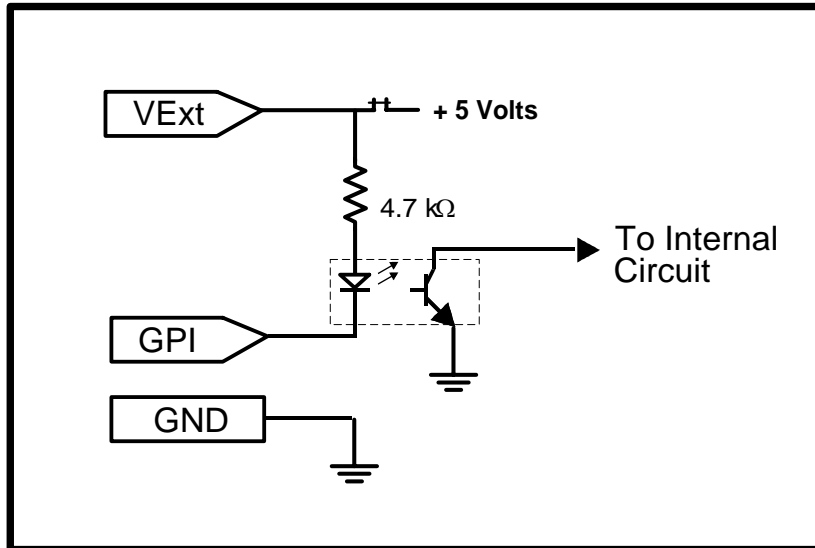 VExt
+ 5 Volts
4.7 kΩ
To Internal
Circuit
GPI
GND